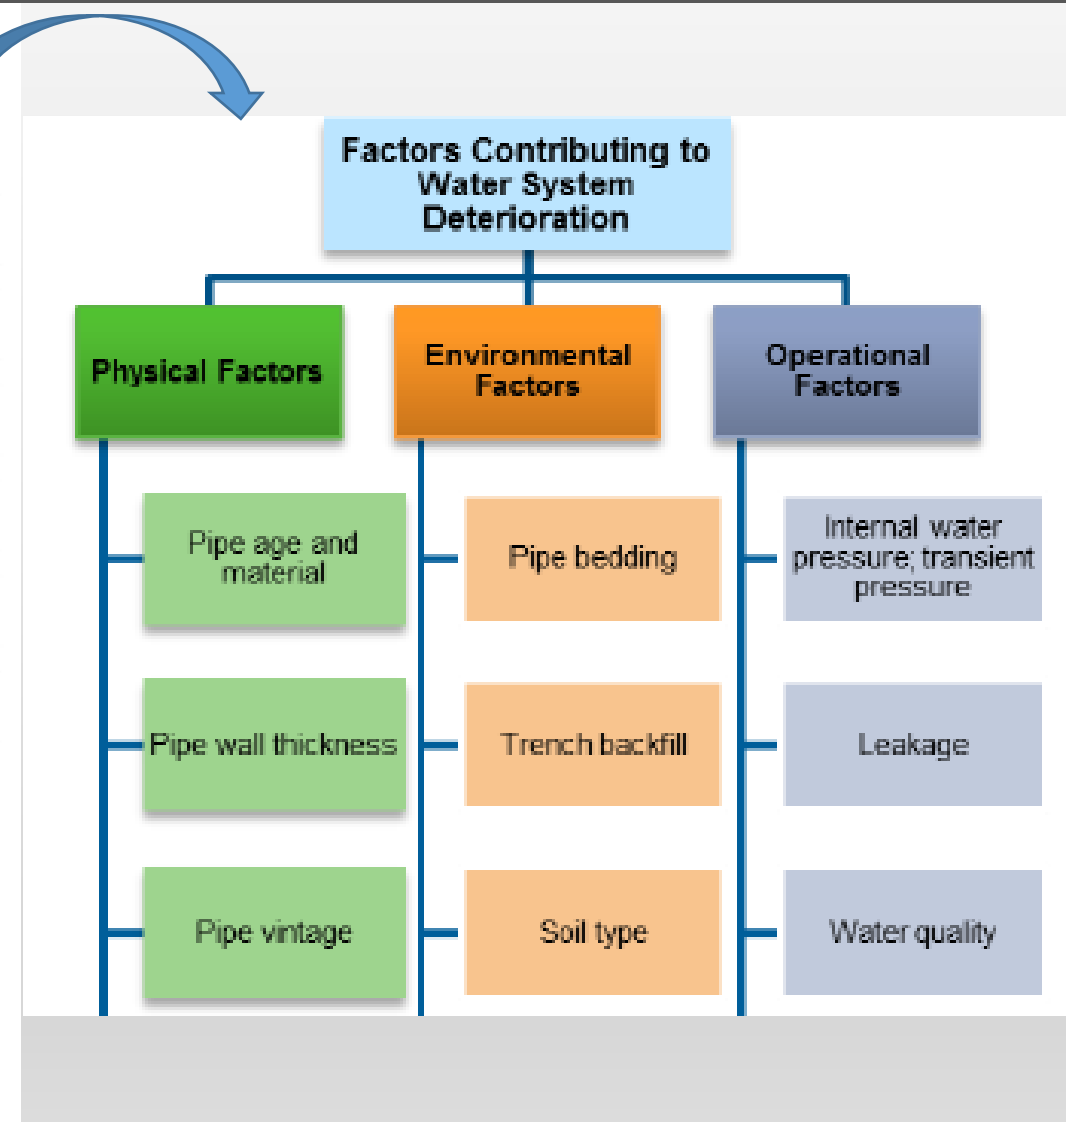 Factors Contributing to
Water System
Deterioration
Physical Factors
Environmental
Factors
Operational
Factors
Pipe age and
material
Pipe bedding
Internal water
pressure; transient
pressure
Pipe wall thickness
Trench backfill
Leakage
Pipe vintage
Soil type
Water quality